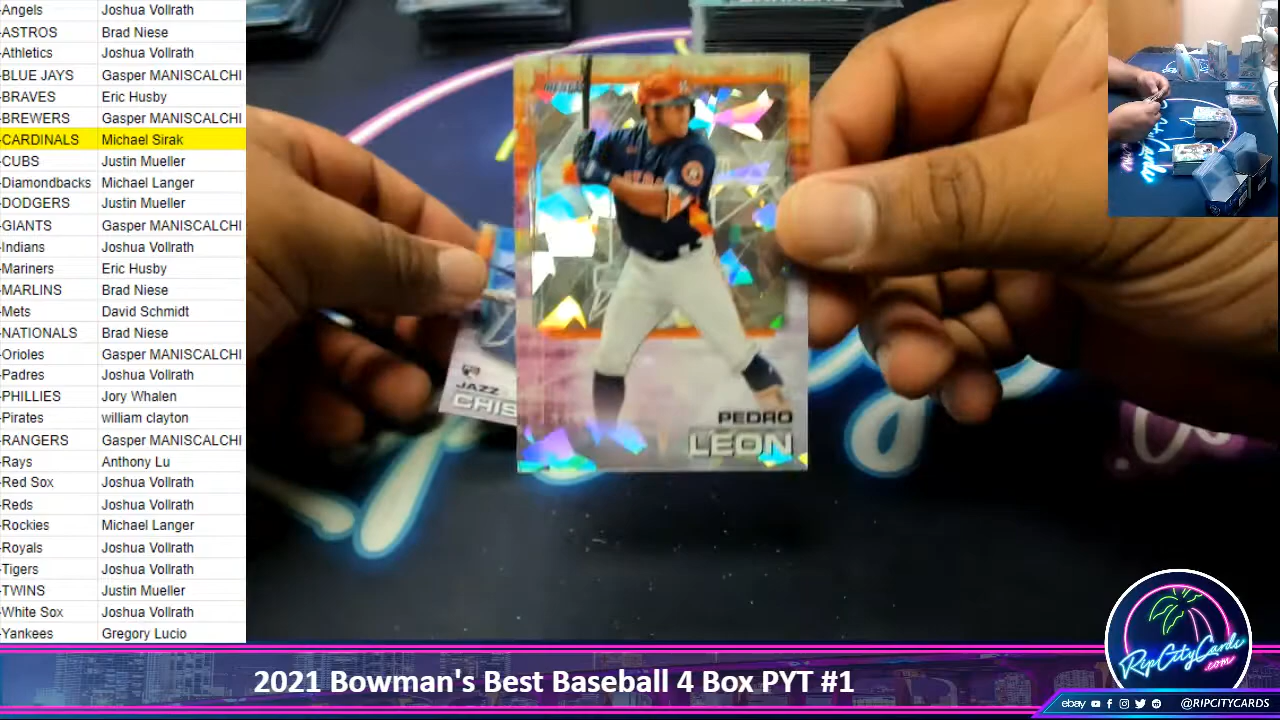 -Angels Joshua Vollrath
-ASTROS Brad Niese
-Athletics Joshua Vollrath
-BLUE JAYS Gasper MANISCALCHI
-BRAVES Eric Husby
-BREWERS Gasper MANISCALCHI
-CARDINALS Michael Sirak
-CUBS Justin Mueller
-Diamondbacks Michael Langer
-DODGERS Justin Mueller
-GIANTS Gasper MANISCALCHI
-Indians Joshua Vollrath
-Mariners Eric Husby
-MARLINS Brad Niese
-Mets David Schmidt
-NATIONALS Brad Niese
-Orioles Gasper MANISCALCHI
-Padres Joshua Vollrath
-PHILLIES Jory Whalen
-Pirates william clayton
-RANGERS Gasper MANISCALCHI
-Rays Anthony Lu
-Red Sox Joshua Vollrath
-Reds Joshua Vollrath
-Rockies Michael Langer
-Royals Joshua Vollrath
-Tigers Joshua Vollrath
-TWINS Justin Mueller
-White Sox Joshua Vollrath
-Yankees Gregory Lucio
RC
JAZZ
CHIS
PEDRO
LEON
RipCityCards
.com
2021 Bowman's Best Baseball 4 Box PYT #1
ebay @RIPCITYCARDS